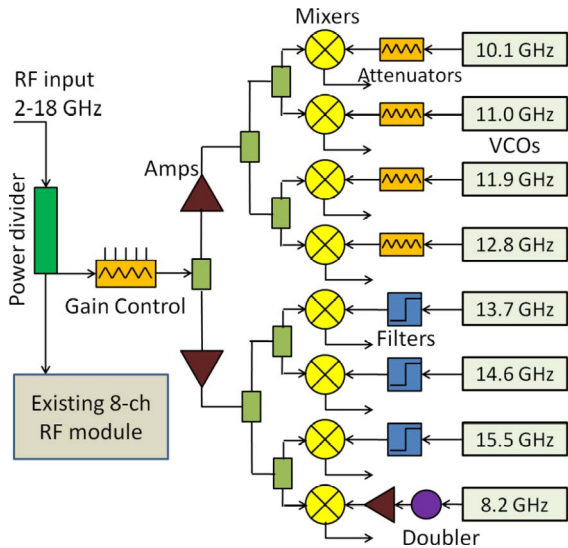 Mixers
10.1 GHz
RF input
2-18 GHz
Attenuators
11.0 GHz
VCOs
Amps
11.9 GHz
Power divider
12.8 GHz
Gain Control
13.7 GHz
Filters
14.6 GHz
Existing 8-ch
RF module
15.5 GHz
8.2 GHz
Doubler